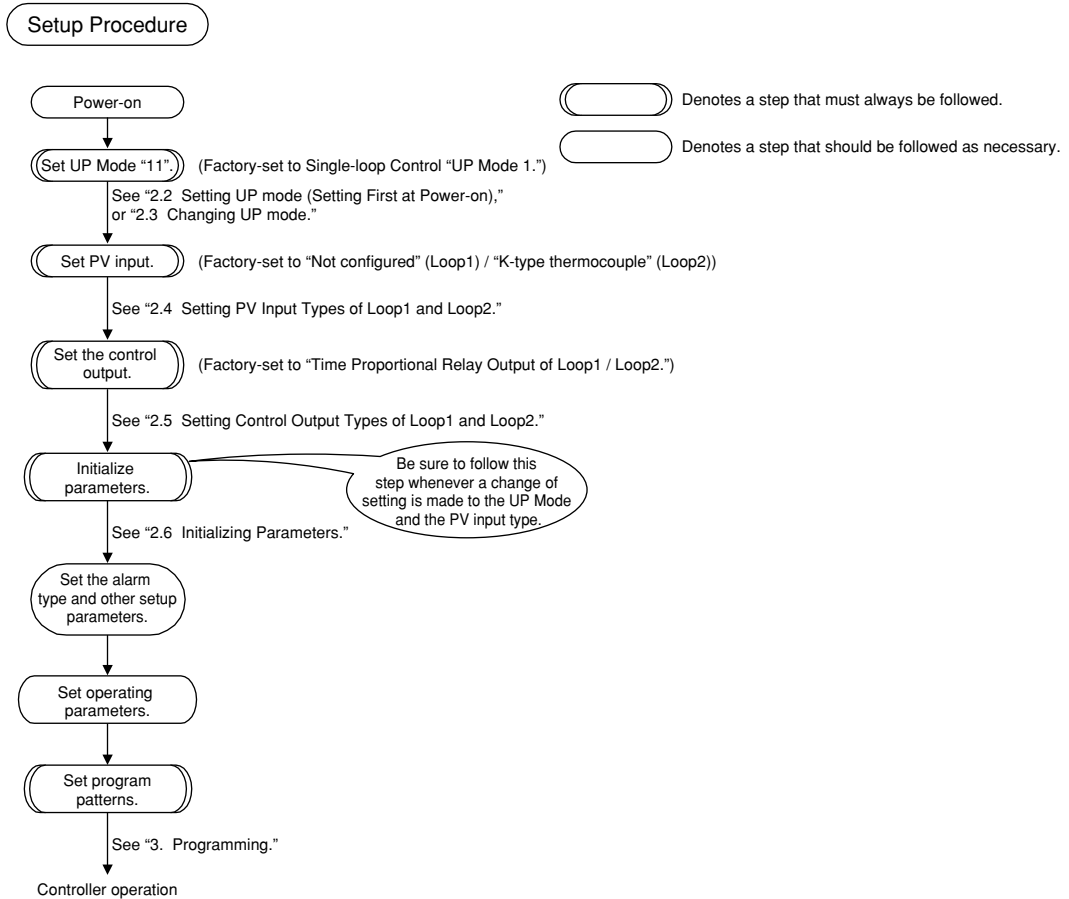 Setup Procedure
Power-on
Denotes a step that must always be followed.
Denotes a step that should be followed as necessary.
Set UP Mode “11”.
(Factory-set to Single-loop Control “UP Mode 1.”)
See “2.2 Setting UP mode (Setting First at Power-on),”
or “2.3 Changing UP mode.”
Set PV input.
(Factory-set to “Not configured” (Loop1) / “K-type thermocouple” (Loop2))
See “2.4 Setting PV Input Types of Loop1 and Loop2.”
Set the control
output.
(Factory-set to “Time Proportional Relay Output of Loop1 / Loop2.”)
See “2.5 Setting Control Output Types of Loop1 and Loop2.”
Initialize
parameters.
Be sure to follow this
step whenever a change of
setting is made to the UP Mode
and the PV input type.
See “2.6 Initializing Parameters.”
Set the alarm
type and other setup
parameters.
Set operating
parameters.
Set program
patterns.
See “3. Programming.”
Controller operation